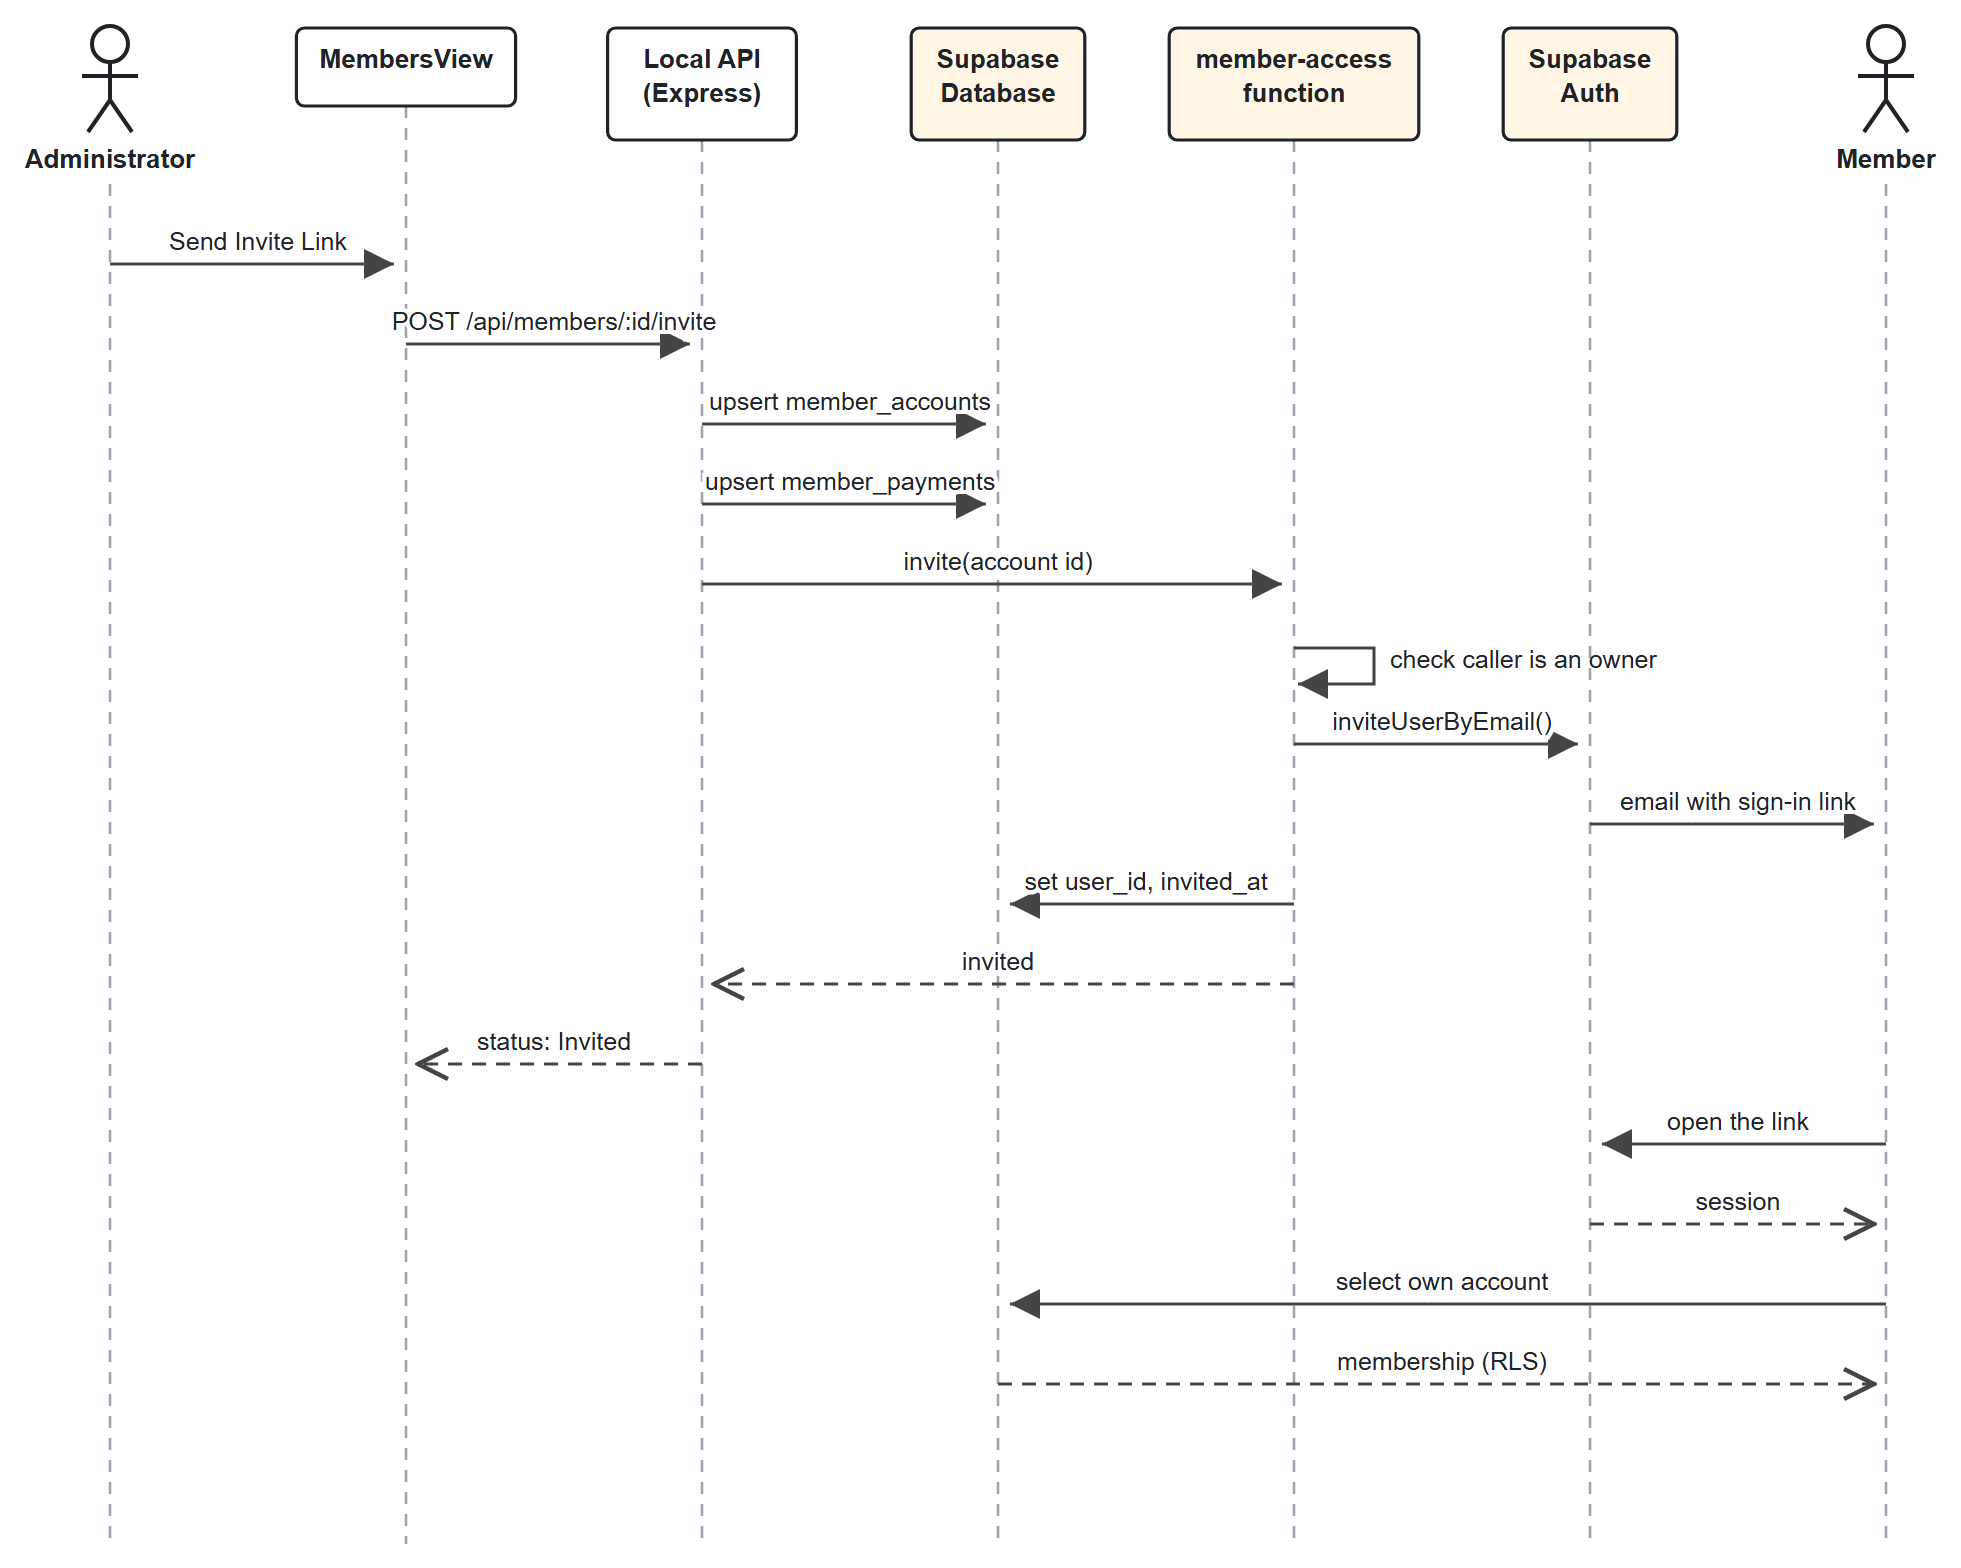 Administrator
MembersView
Local API
(Express)
Supabase
Database
member-access
function
Supabase
Auth
Member
Send Invite Link
POST /api/members/:id/invite
upsert member_accounts
upsert member_payments
invite(account id)
check caller is an owner
inviteUserByEmail()
email with sign-in link
set user_id, invited_at
invited
status: Invited
open the link
session
select own account
membership (RLS)